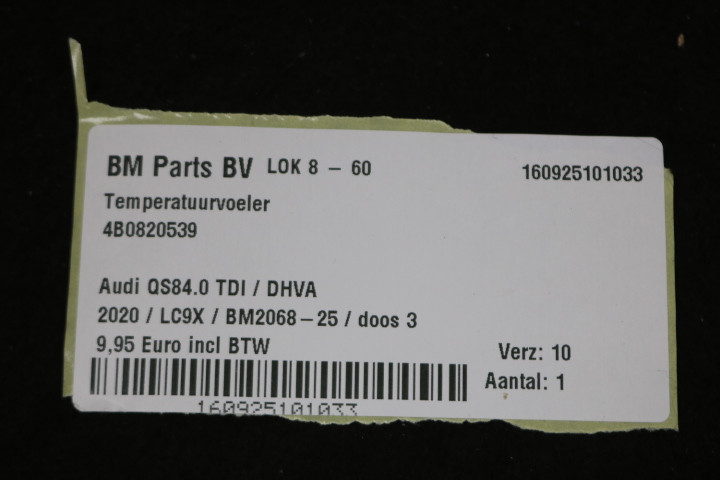 BM Parts BV LOK 8 - 60 160925101033
Temperatuurvoeler
4B0820539
Audi QS84.0 TDI / DHVA
2020 / LC9X / BM2068-25 / doos 3
9,95 Euro incl BTW Verz: 10
Aantal: 1
160925101033